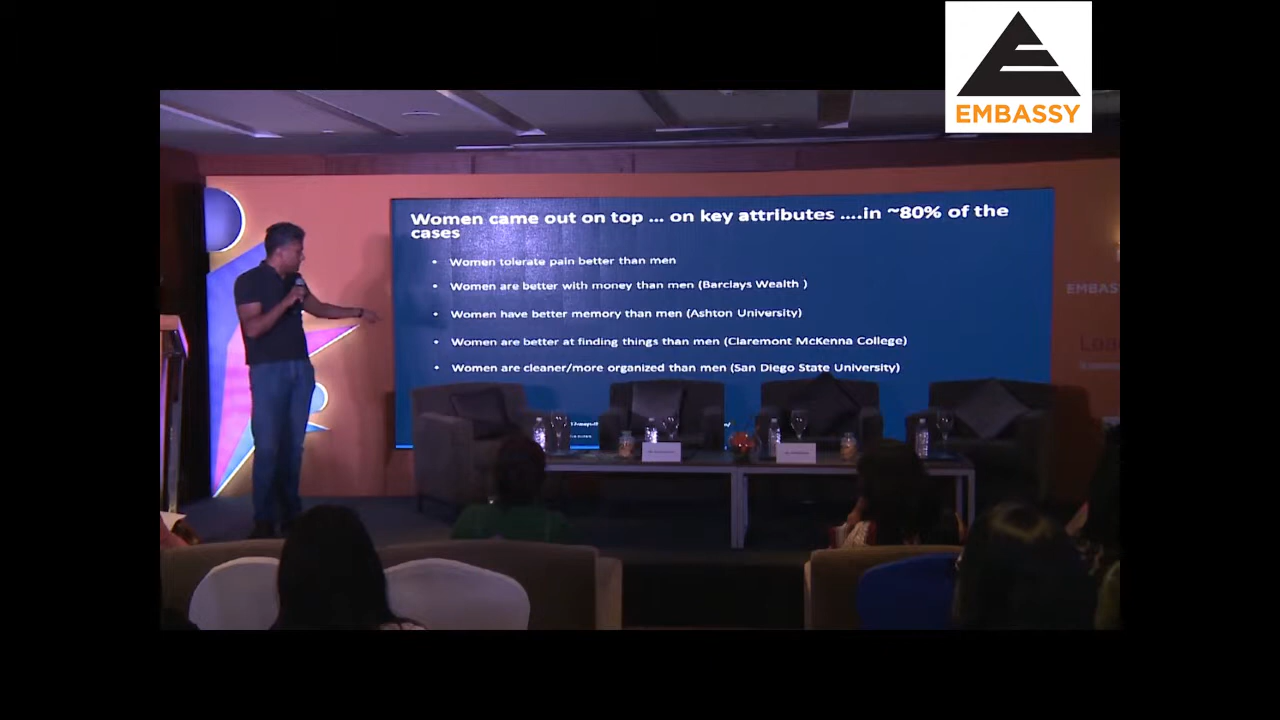 EMBASSY
Women came out on top ... on key attributes ....in ~80% of the
cases
• Women tolerate pain better than men
• Women are better with money than men (Barclays Wealth )
• Women have better memory than men (Ashton University)
• Women are better at finding things than men (Claremont McKenna College)
• Women are cleaner/more organized than men (San Diego State University)
EMBAS